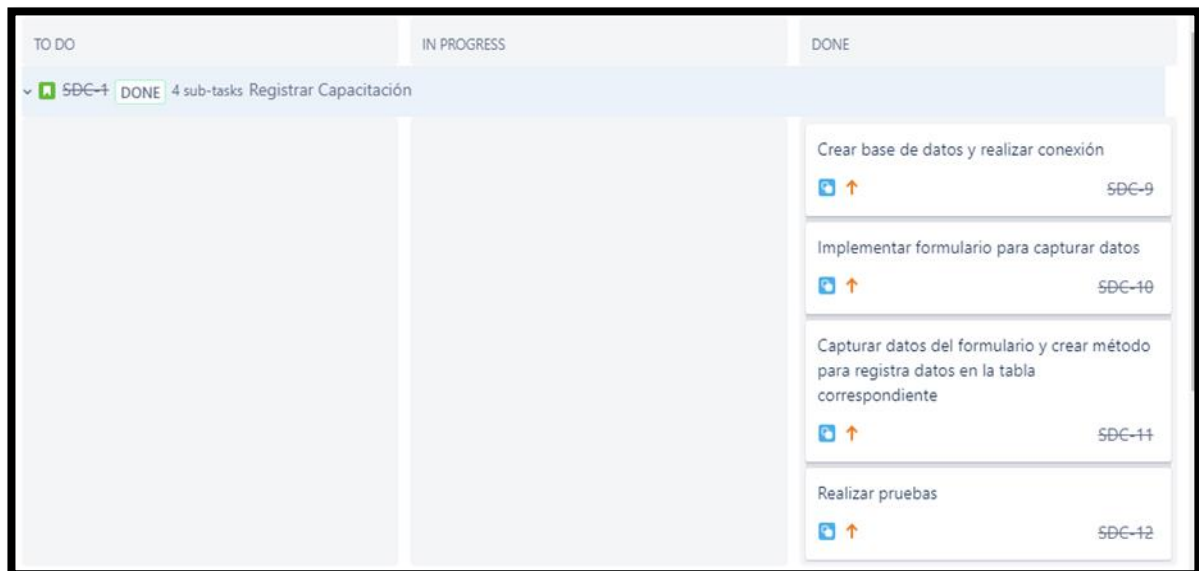 TO DO
IN PROGRESS
DONE
SDC-1 DONE 4 sub-tasks Registrar Capacitación
Crear base de datos y realizar conexión
SDC-9
Implementar formulario para capturar datos
SDC-10
Capturar datos del formulario y crear método
para registra datos en la tabla
correspondiente
SDC-11
Realizar pruebas
SDC-12